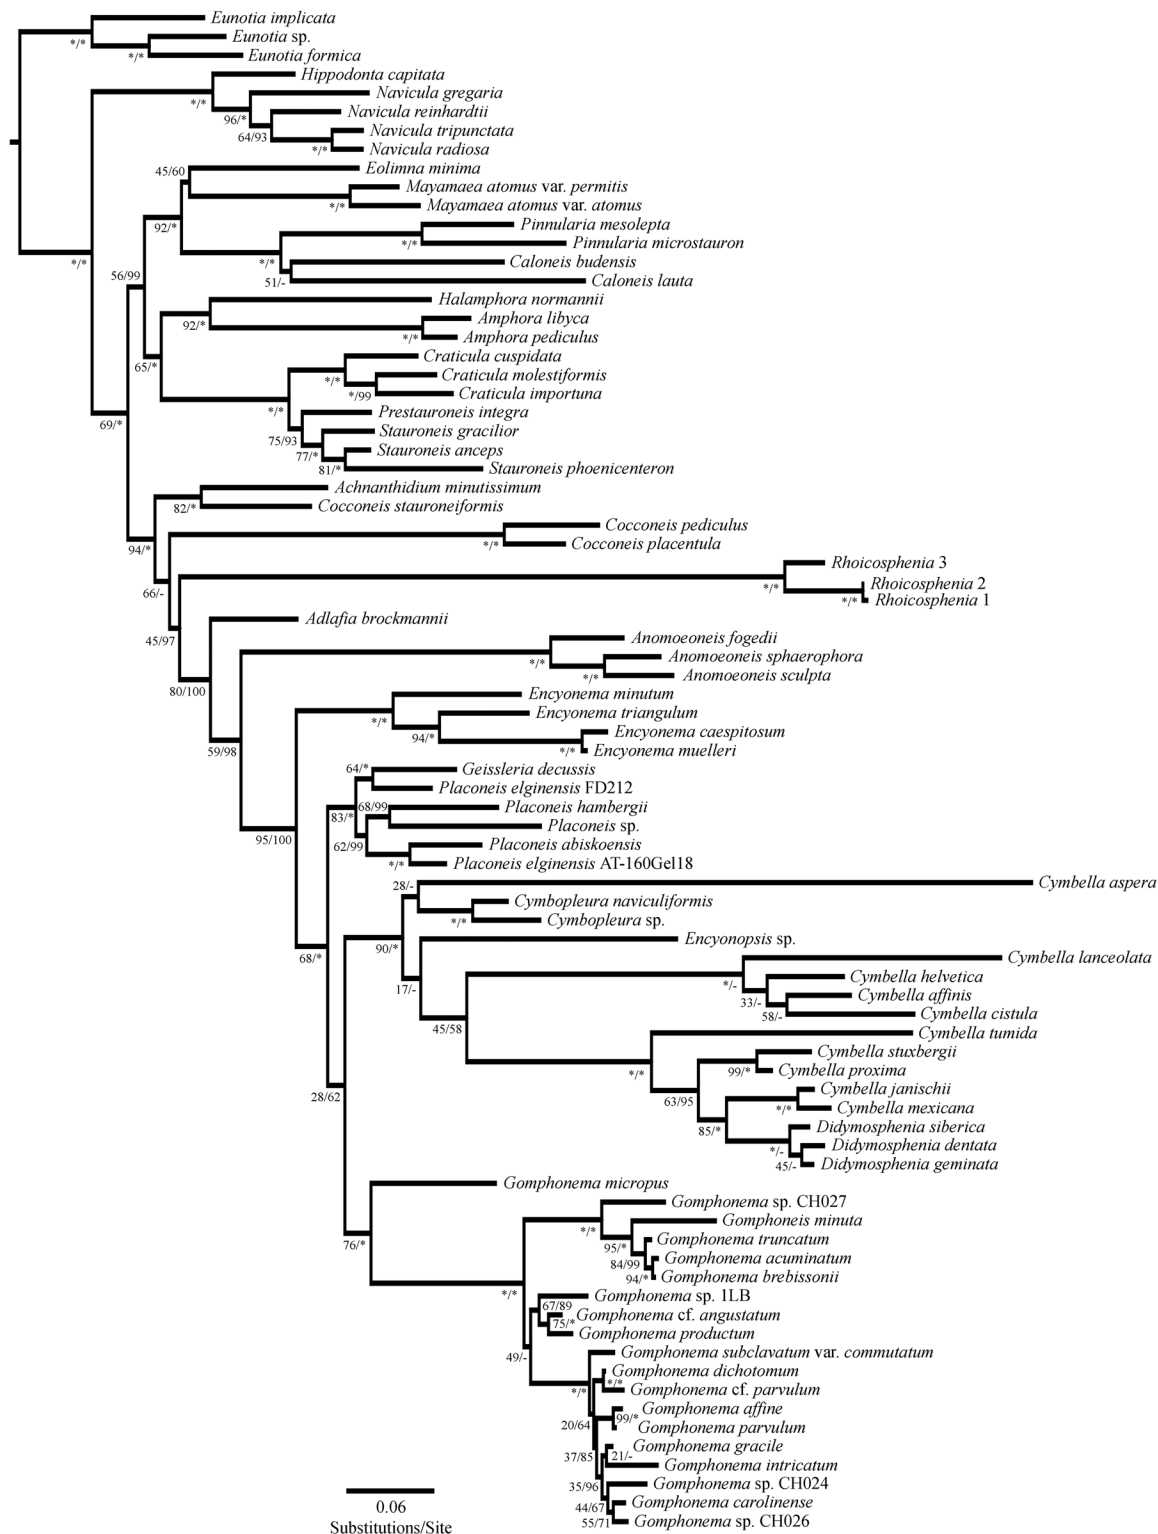 Eunotia implicata
*/*
Eunotia sp.
*/*
Eunotia formica
Hippodonta capitata
*/*
Navicula gregaria
96/*
Navicula reinhardtii
64/93
Navicula tripunctata
*/*
Navicula radiosa
45/60
Eolimna minima
Mayamaea atomus var. permitis
*/*
Mayamaea atomus var. atomus
92/*
Pinnularia mesolepta
*/*
Pinnularia microstauron
*/*
*/*
Caloneis budensis
56/99
51/-
Caloneis lauta
Halamphora normannii
92/*
Amphora libyca
*/*
Amphora pediculus
65/*
Craticula cuspidata
*/*
Craticula molestiformis
*/99
Craticula importuna
*/*
Prestauroneis integra
69/*
75/93
Stauroneis gracilior
77/*
Stauroneis anceps
81/*
Stauroneis phoenicenteron
Achnanthidium minutissimum
82/*
Cocconeis stauroneiformis
Cocconeis pediculus
94/*
*/*
Cocconeis placentula
Rhoicosphenia 3
*/*
Rhoicosphenia 2
66/-
*/*
Rhoicosphenia 1
Adlafia brockmannii
45/97
Anomoeoneis fogedii
*/*
Anomoeoneis sphaerophora
*/*
Anomoeoneis sculpta
80/100
Encyonema minutum
*/*
Encyonema triangulum
94/*
Encyonema caespitosum
59/98
*/*
Encyonema muelleri
64/*
Geissleria decussis
Placoneis elginensis FD212
68/99
Placoneis hambergii
83/*
Placoneis sp.
95/100
62/99
Placoneis abiskoensis
*/*
Placoneis elginensis AT-160Gel18
28/-
Cymbella aspera
Cymbopleura naviculiformis
*/*
Cymbopleura sp.
90/*
Encyonopsis sp.
68/*
Cymbella lanceolata
17/-
*/-
Cymbella helvetica
33/-
Cymbella affinis
58/-
Cymbella cistula
45/58
Cymbella tumida
Cymbella stuxbergii
*/*
99/*
Cymbella proxima
28/62
63/95
Cymbella janischii
*/*
Cymbella mexicana
85/*
Didymosphenia siberica
*/-
Didymosphenia dentata
45/-
Didymosphenia geminata
Gomphonema micropus
Gomphonema sp. CH027
*/*
Gomphoneis minuta
76/*
95/*
Gomphonema truncatum
84/99
Gomphonema acuminatum
94/*
Gomphonema brebissonii
*/*
Gomphonema sp. 1LB
67/89
Gomphonema cf. angustatum
75/*
Gomphonema productum
49/-
Gomphonema subclavatum var. commutatum
Gomphonema dichotomum
*/*
*/*
Gomphonema cf. parvulum
Gomphonema affine
20/64
99/*
Gomphonema parvulum
Gomphonema gracile
37/85
21/-
Gomphonema intricatum
35/96
Gomphonema sp. CH024
44/67
Gomphonema carolinense
55/71
Gomphonema sp. CH026
0.06
Substitutions/Site